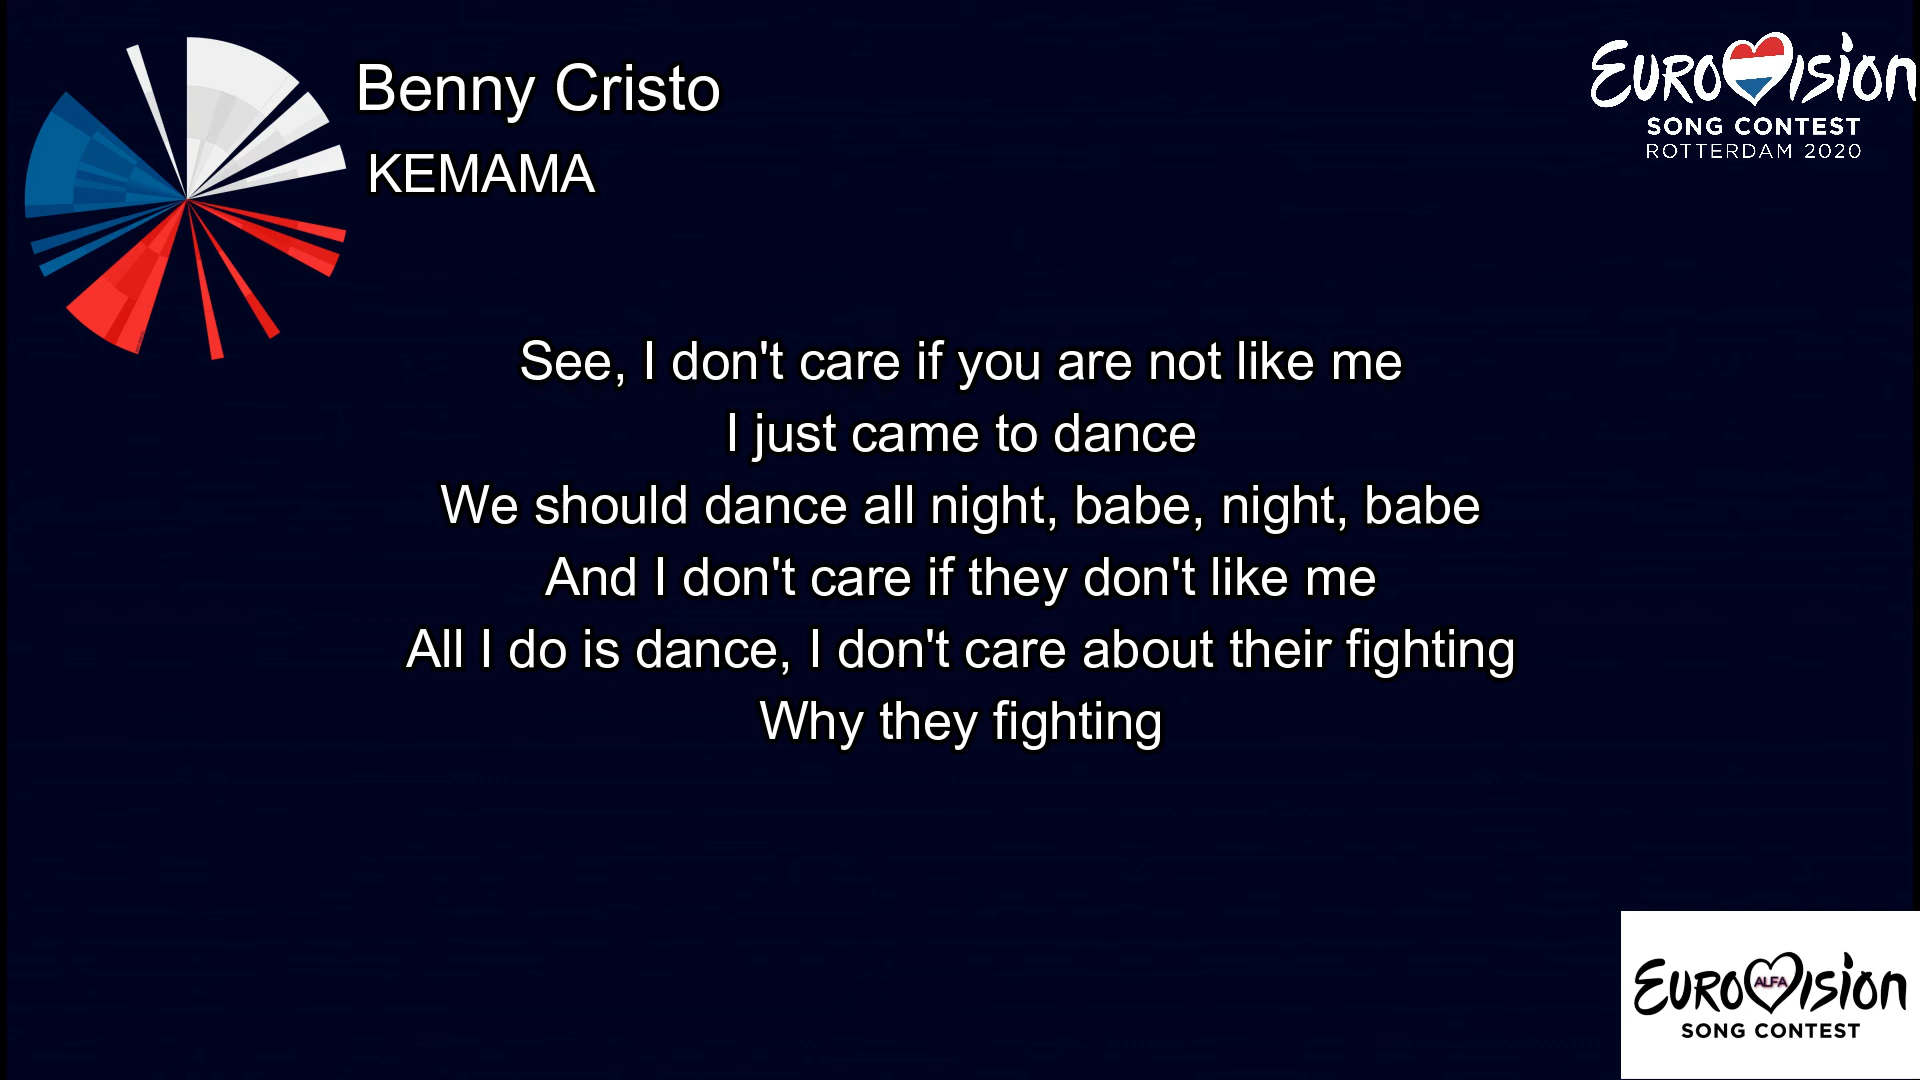 Benny Cristo
KEMAMA
EUROVISION
SONG CONTEST
ROTTERDAM 2020
See, I don't care if you are not like me
I just came to dance
We should dance all night, babe, night, babe
And I don't care if they don't like me
All I do is dance, I don't care about their fighting
Why they fighting
EUROVISION
ALFA
SONG CONTEST